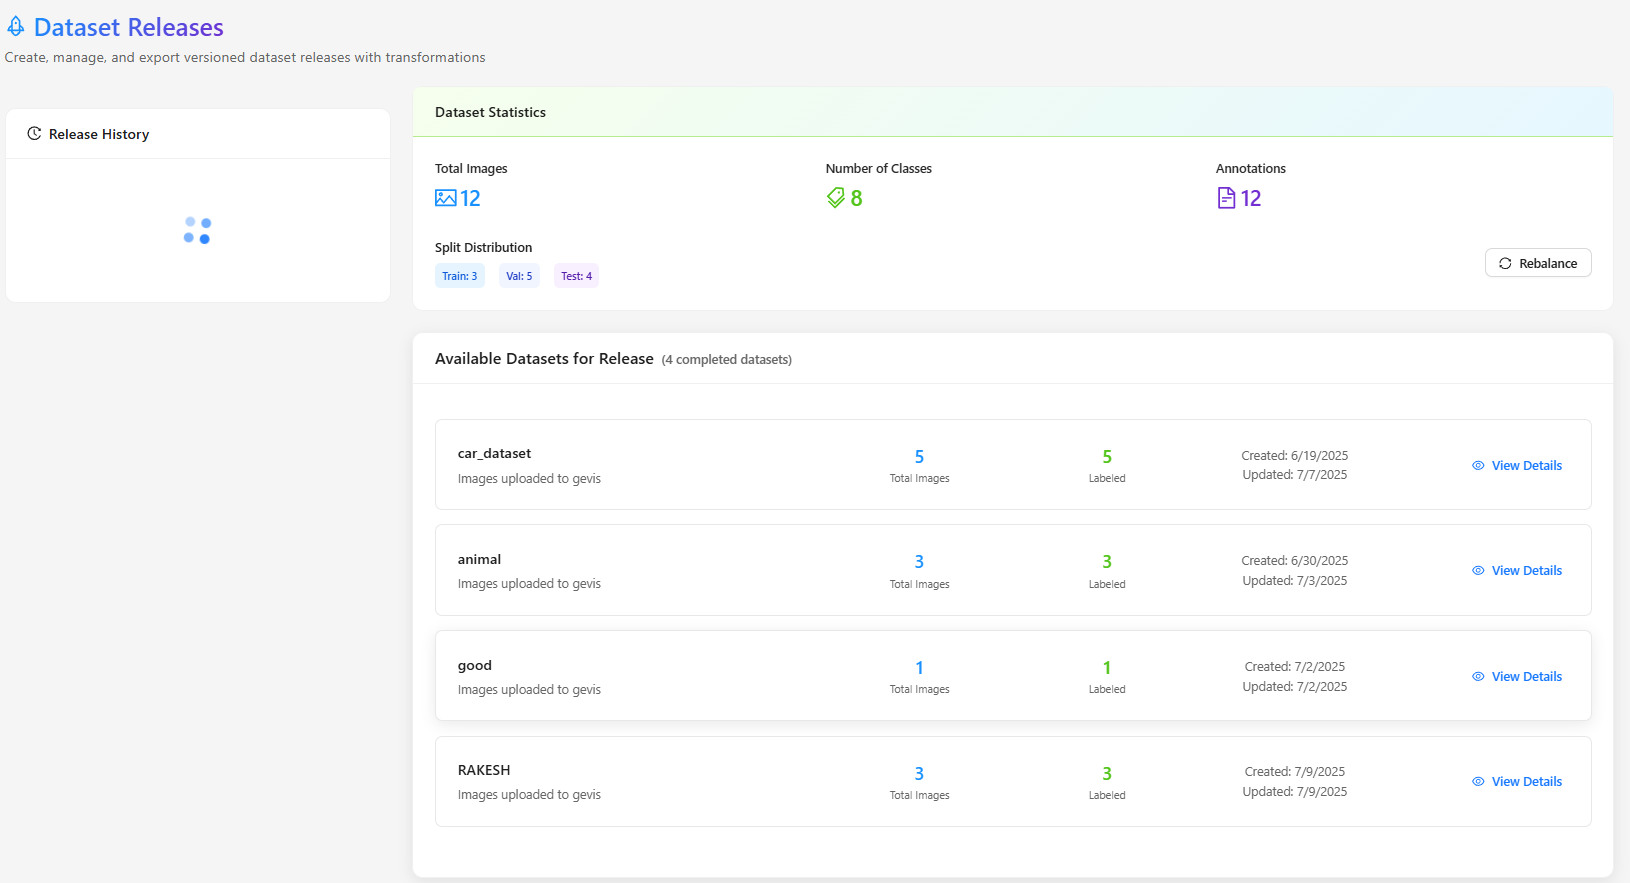 Dataset Releases
Create, manage, and export versioned dataset releases with transformations
Release History
Dataset Statistics
Total Images
12
Number of Classes
8
Annotations
12
Split Distribution
Train: 3
Val: 5
Test: 4
Rebalance
Available Datasets for Release (4 completed datasets)
car_dataset
Images uploaded to gevis
5
Total Images
5
Labeled
Created: 6/19/2025
Updated: 7/7/2025
View Details
animal
Images uploaded to gevis
3
Total Images
3
Labeled
Created: 6/30/2025
Updated: 7/3/2025
View Details
good
Images uploaded to gevis
1
Total Images
1
Labeled
Created: 7/2/2025
Updated: 7/2/2025
View Details
RAKESH
Images uploaded to gevis
3
Total Images
3
Labeled
Created: 7/9/2025
Updated: 7/9/2025
View Details